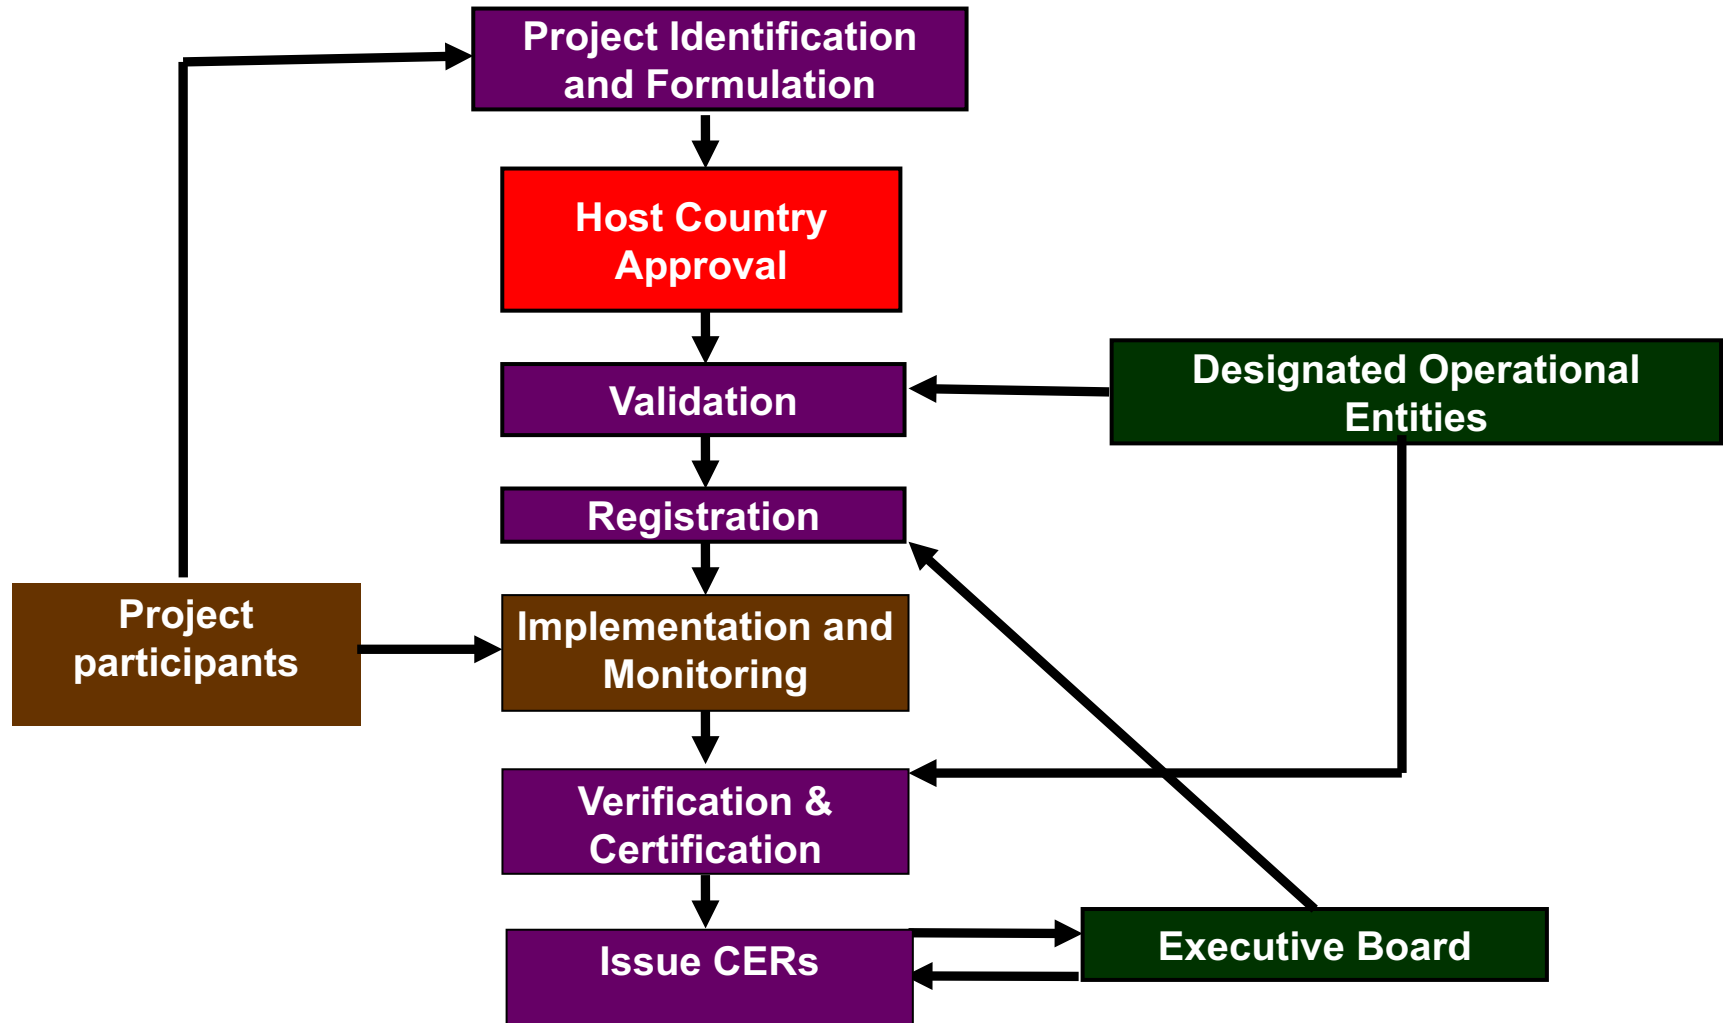 Project Identification
and Formulation
Host Country
Approval
Designated Operational
Entities
Validation
Registration
Project
participants
Implementation and
Monitoring
Verification &
Certification
Issue CERs
Executive Board